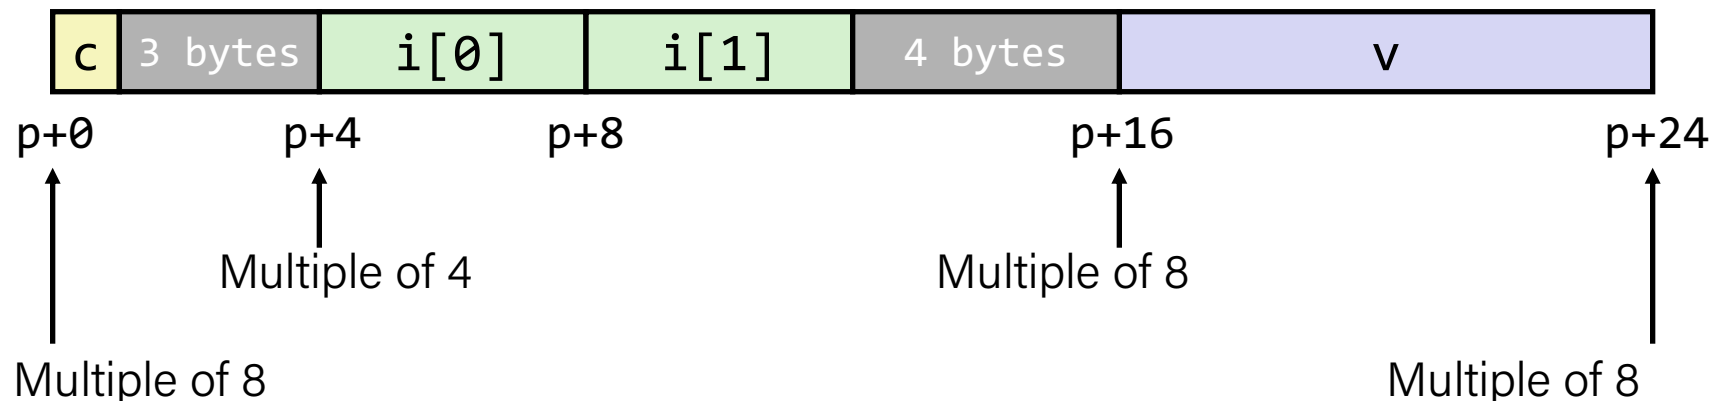 c 3 bytes i[0] i[1] 4 bytes v
p+0 p+4 p+8 p+16 p+24
Multiple of 4 Multiple of 8
Multiple of 8 Multiple of 8